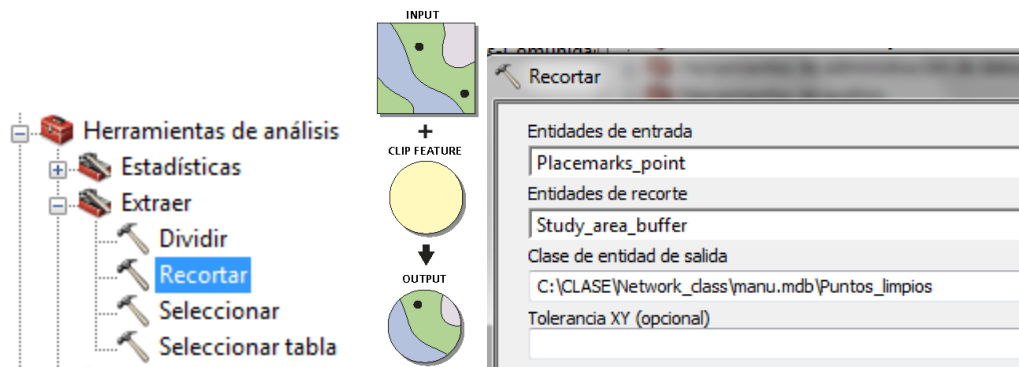 Herramientas de análisis
Estadísticas
Extraer
Dividir
Recortar
Seleccionar
Seleccionar tabla
INPUT
+
CLIP FEATURE
OUTPUT
Recortar
Entidades de entrada
Placemarks_point
Entidades de recorte
Study_area_buffer
Clase de entidad de salida
C:\CLASE\Network_class\manu.mdb\Puntos_limpios
Tolerancia XY (opcional)